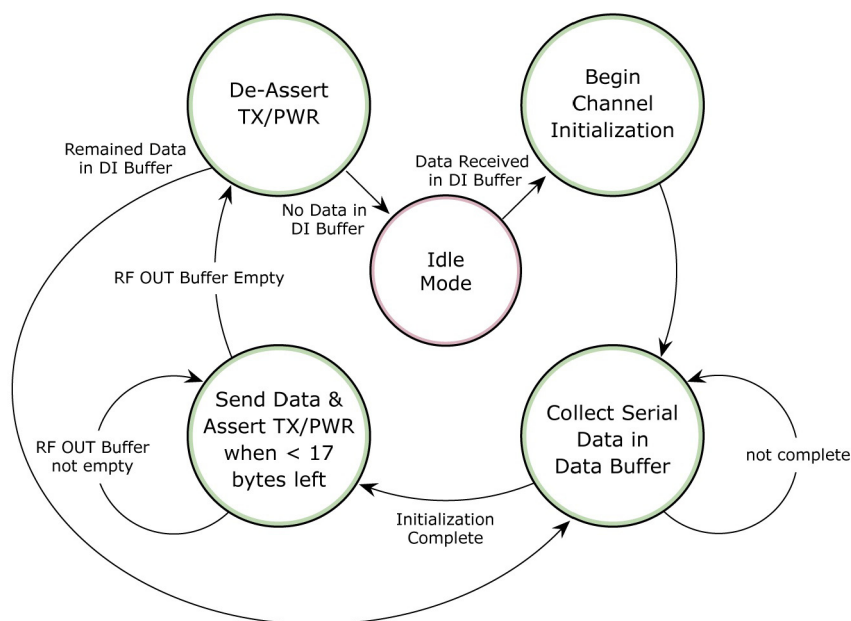 De-Assert
TX/PWR
Begin
Channel
Initialization
Remained Data
in DI Buffer
Data Received
in DI Buffer
No Data in
DI Buffer
Idle
Mode
RF OUT Buffer Empty
Send Data &
Assert TX/PWR
when < 17
bytes left
Collect Serial
Data in
Data Buffer
RF OUT Buffer
not empty
not complete
Initialization
Complete